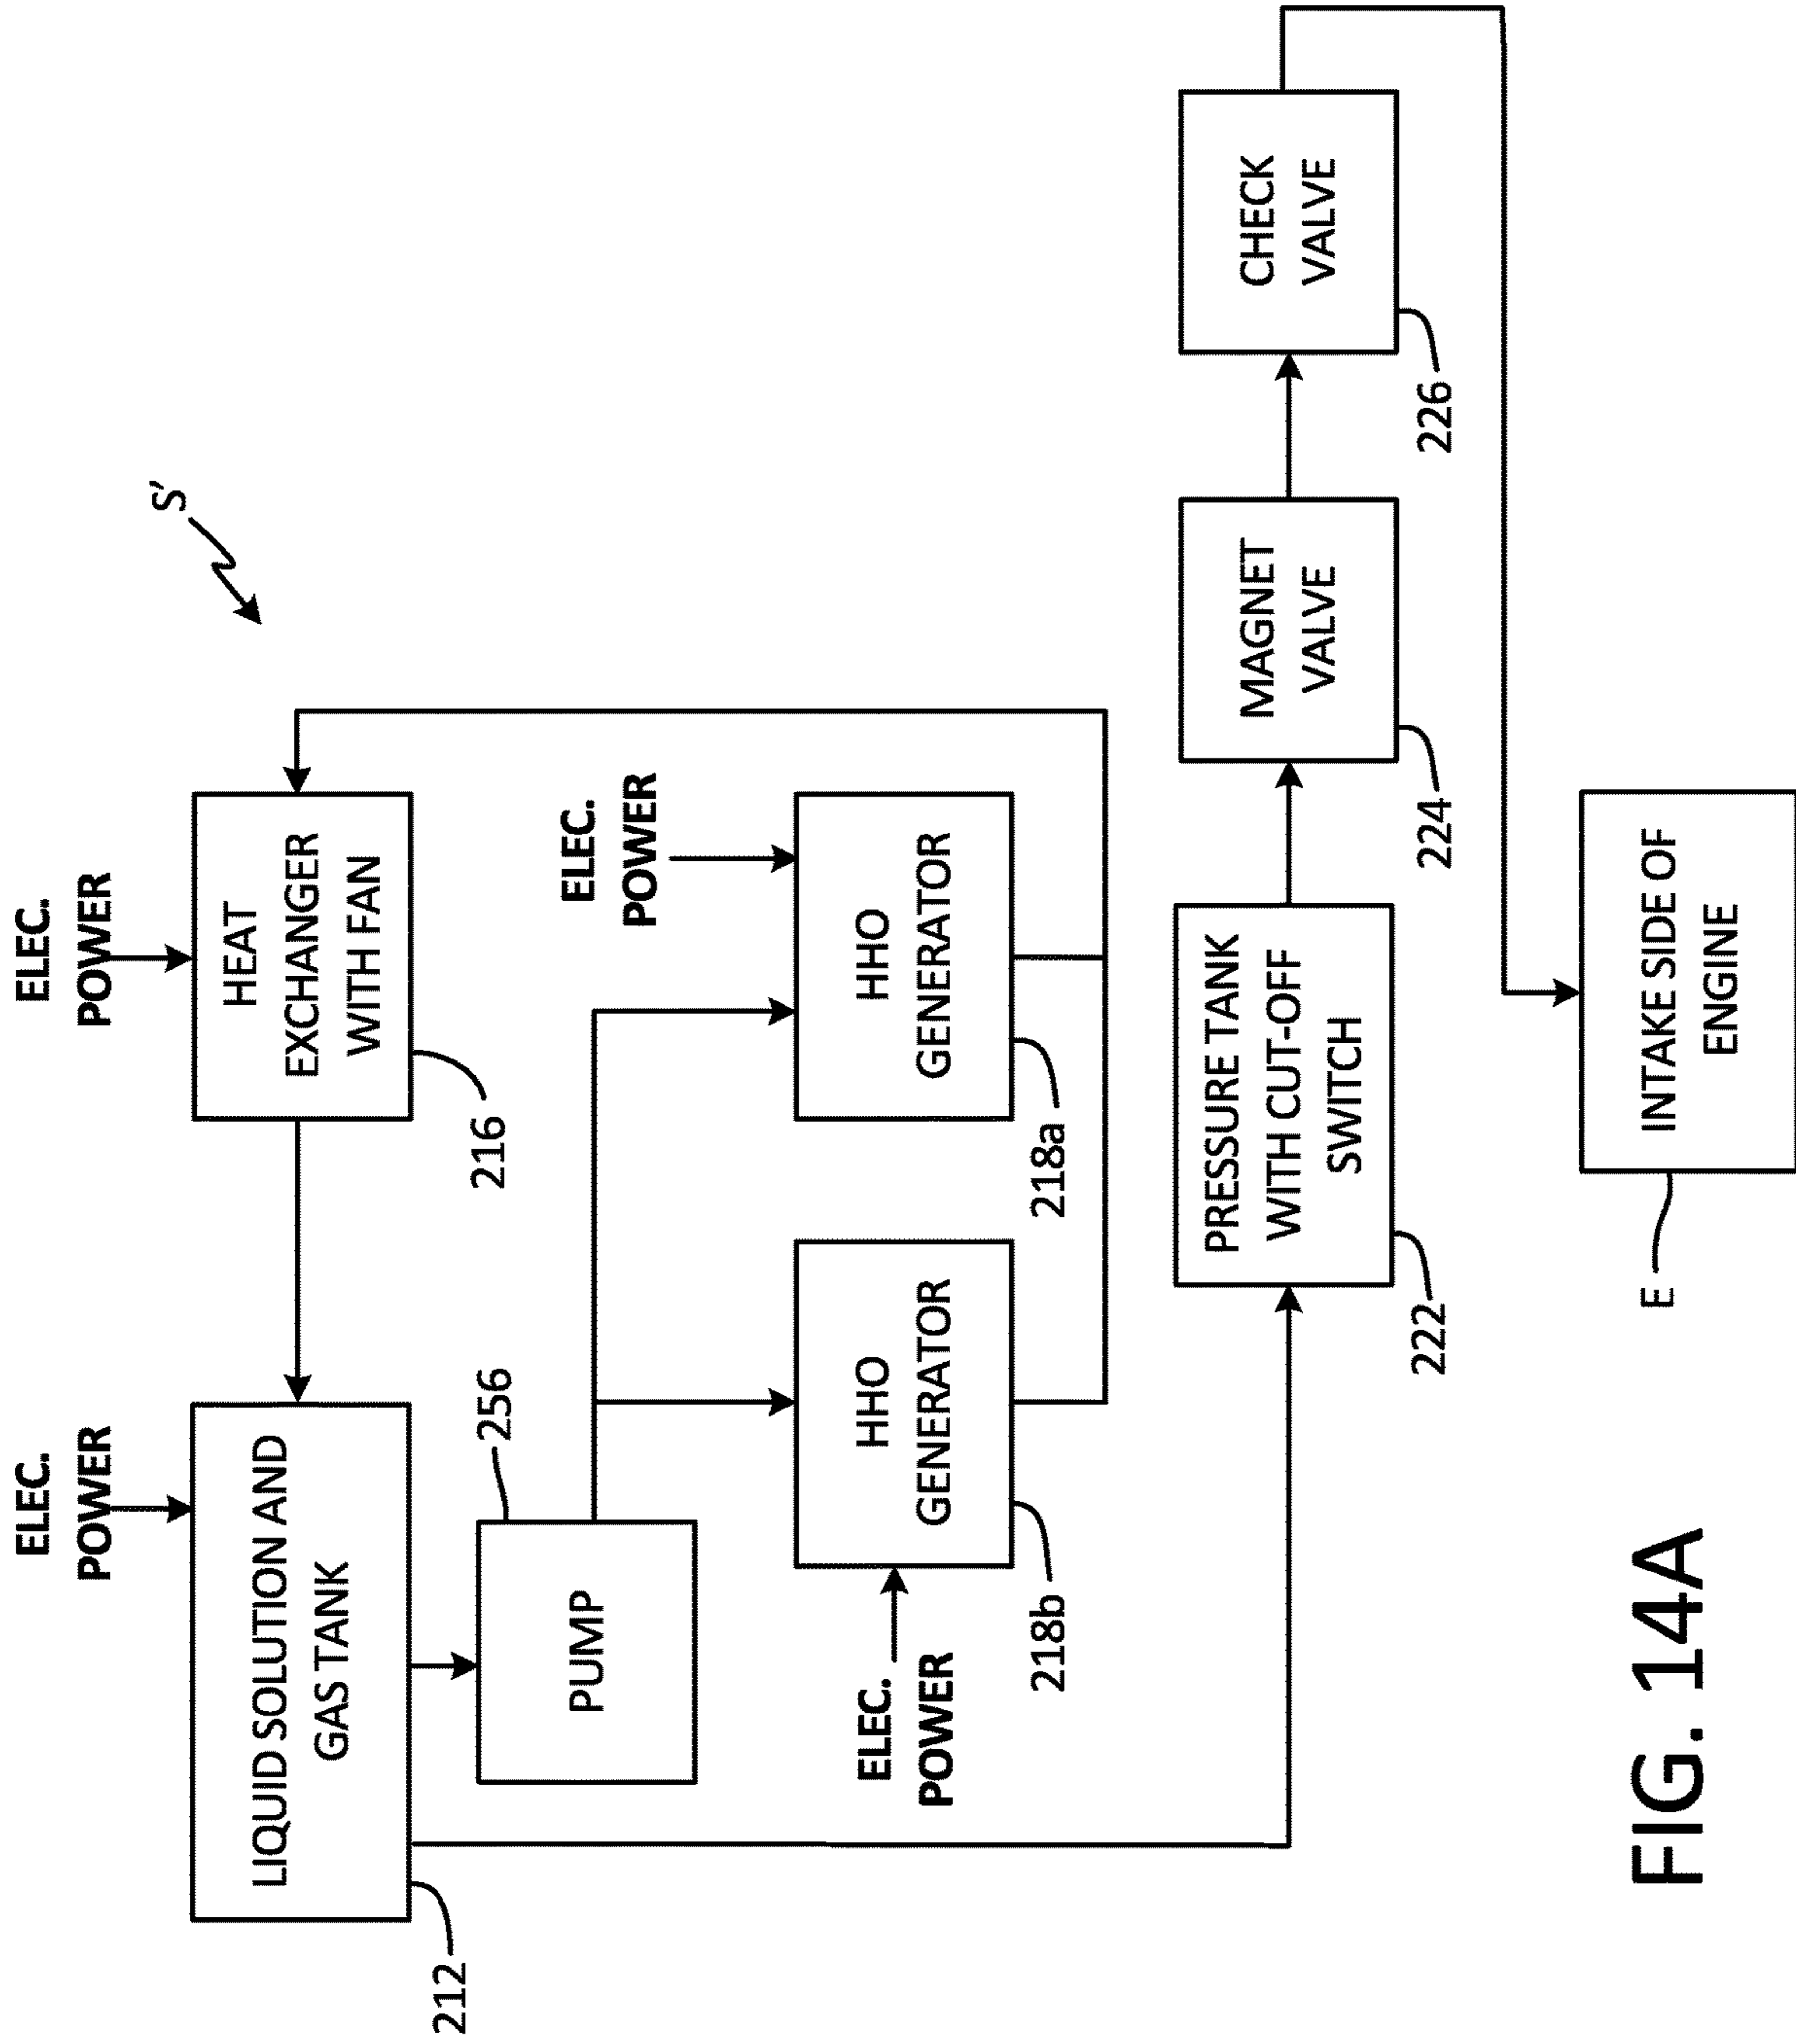 S'
ELEC.
POWER
LIQUID SOLUTION AND
GAS TANK
212
ELEC.
POWER
HEAT
EXCHANGER
WITH FAN
216
PUMP
256
ELEC.
POWER
HHO
GENERATOR
218b
ELEC.
POWER
HHO
GENERATOR
218a
PRESSURE TANK
WITH CUT-OFF
SWITCH
222
MAGNET
VALVE
224
CHECK
VALVE
226
INTAKE SIDE OF
ENGINE
E
FIG. 14A